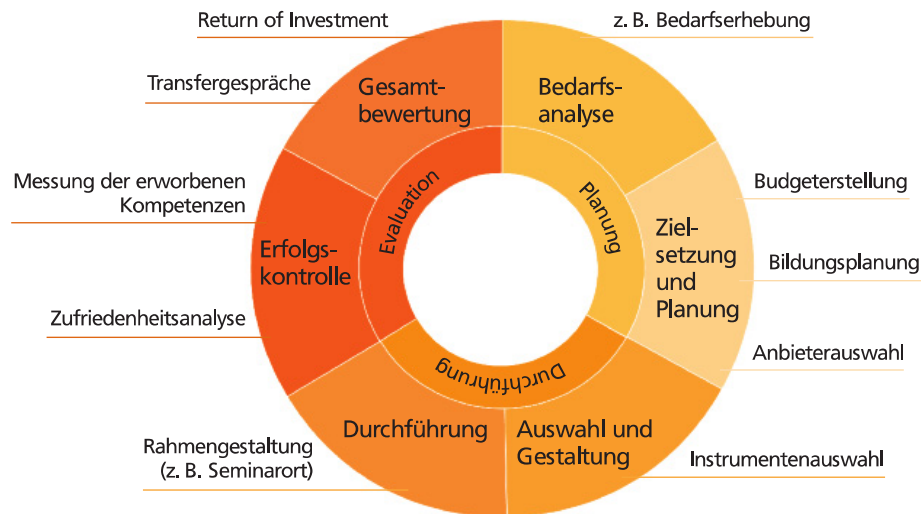 Return of Investment
z. B. Bedarfserhebung
Transfergespräche
Gesamt-
bewertung
Bedarfs-
analyse
Messung der erworbenen
Kompetenzen
Evaluation
Planung
Budgeterstellung
Erfolgs-
kontrolle
Ziel-
setzung
und
Planung
Bildungsplanung
Zufriedenheitsanalyse
Anbieterauswahl
Durchführung
Durchführung
Auswahl und
Gestaltung
Rahmengestaltung
(z. B. Seminarort)
Instrumentenauswahl